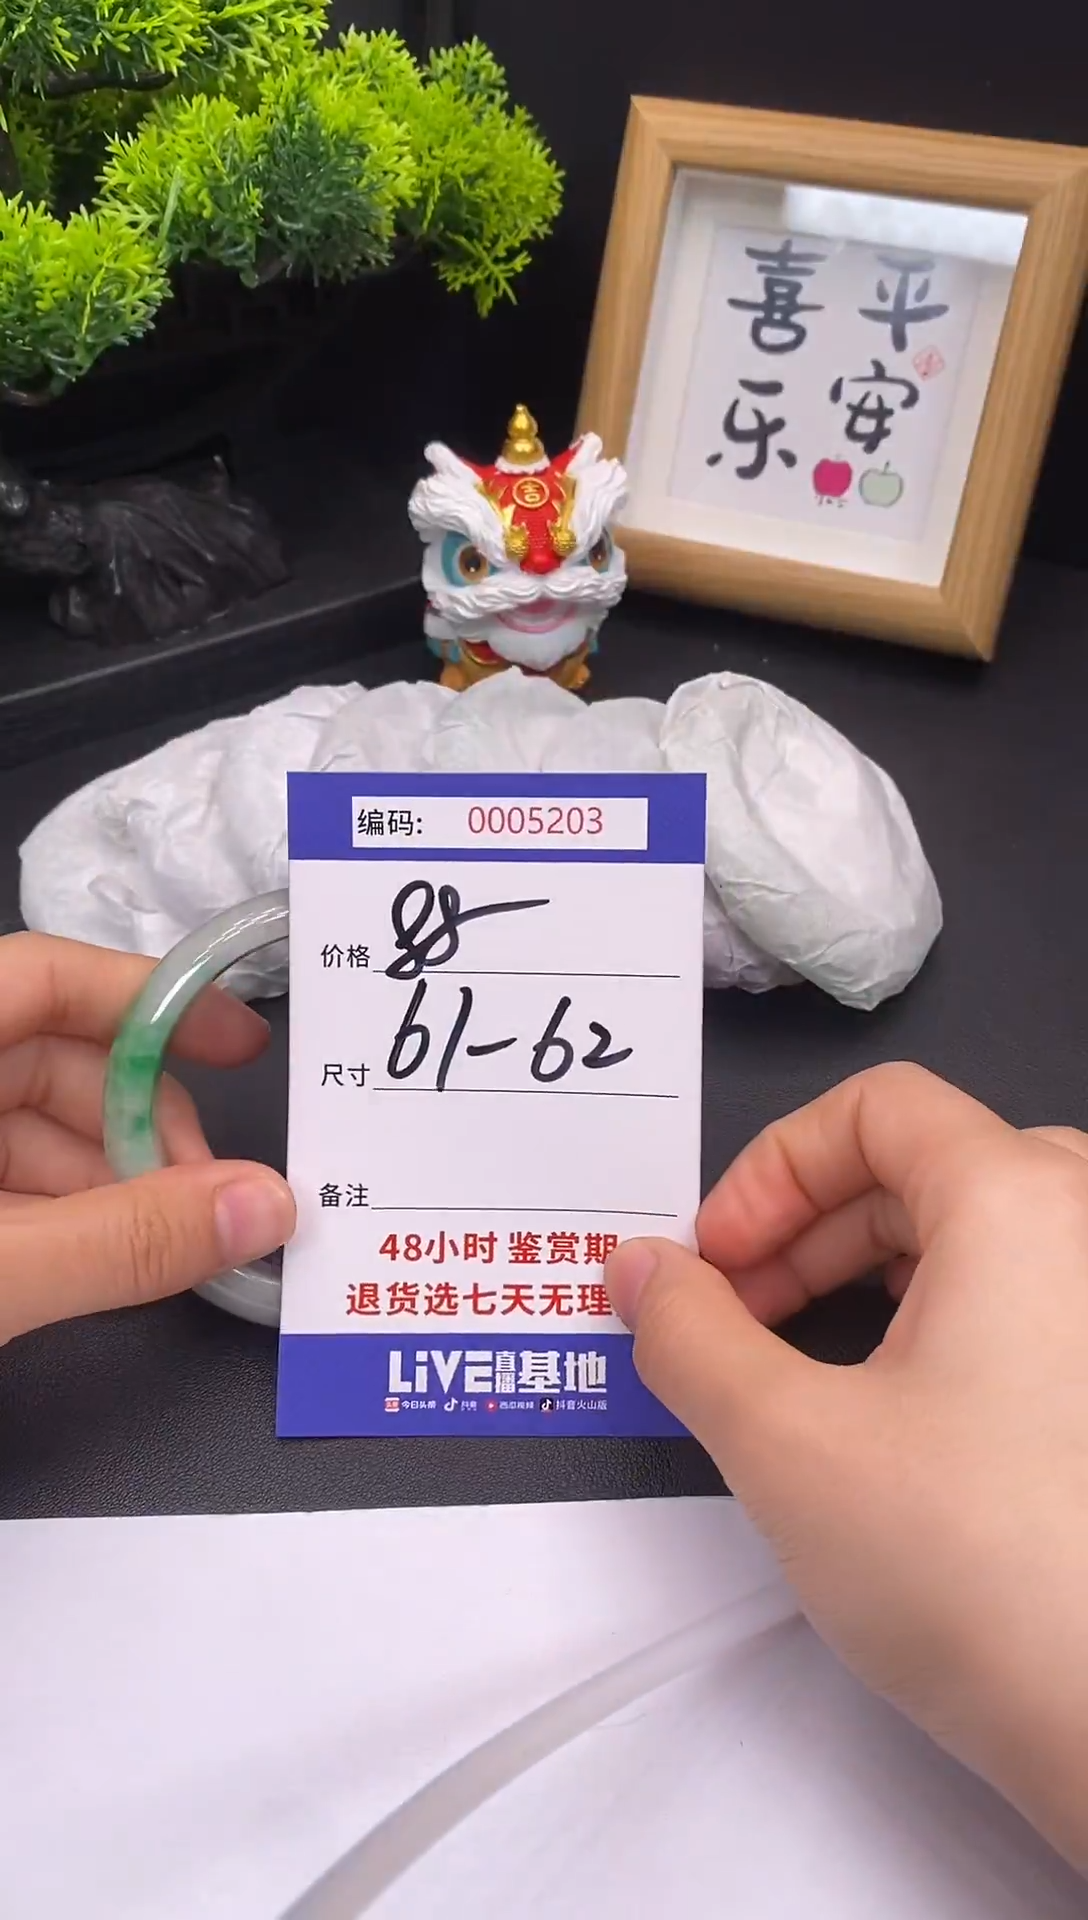 平安
喜乐
吉
编码: 0005203
价格 88
尺寸 61-62
备注
48小时 鉴赏期
退货选七天无理
LiVE直播基地
今日头条 抖音 西瓜视频 抖音火山版